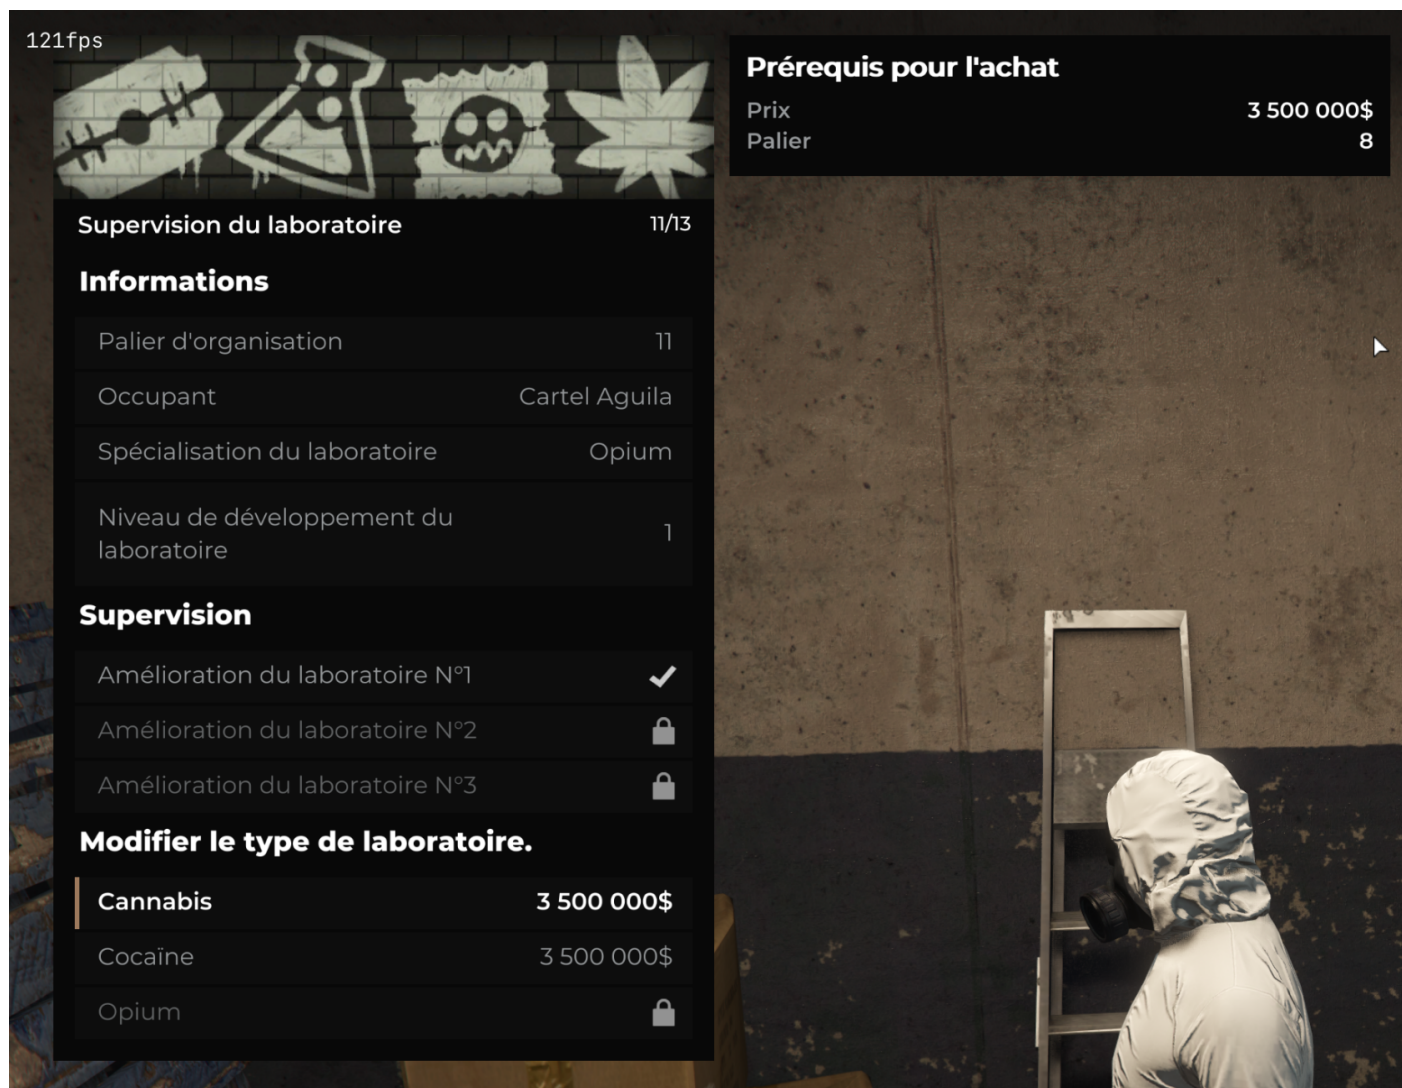 121fps
Supervision du laboratoire 11/13
Informations
Palier d'organisation 11
Occupant Cartel Aguila
Spécialisation du laboratoire Opium
Niveau de développement du
laboratoire 1
Supervision
Amélioration du laboratoire N°1
Amélioration du laboratoire N°2
Amélioration du laboratoire N°3
Modifier le type de laboratoire.
Cannabis 3 500 000$
Cocaïne 3 500 000$
Opium
Prérequis pour l'achat
Prix 3 500 000$
Palier 8